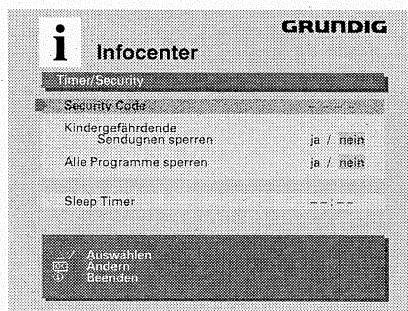 GRUNDIG
i Infocenter
Timer/Security
Security Code - - - -
Kindergefährdende
Sendugnen sperren ja / nein
Alle Programme sperren ja / nein
Sleep Timer - - : - -
Auswählen
Ändern
Beenden